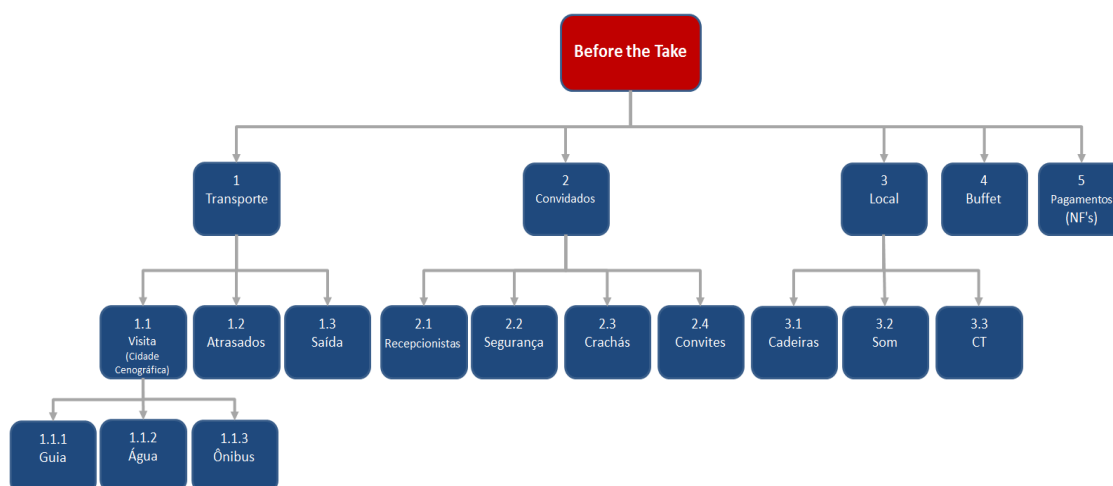 Before the Take
1
Transporte
2
Convidados
3
Local
4
Buffet
5
Pagamentos
(NF's)
1.1
Visita
(Cidade
Cenográfica)
1.2
Atrasados
1.3
Saída
2.1
Recepcionistas
2.2
Segurança
2.3
Crachás
2.4
Convites
3.1
Cadeiras
3.2
Som
3.3
CT
1.1.1
Guia
1.1.2
Água
1.1.3
Ônibus